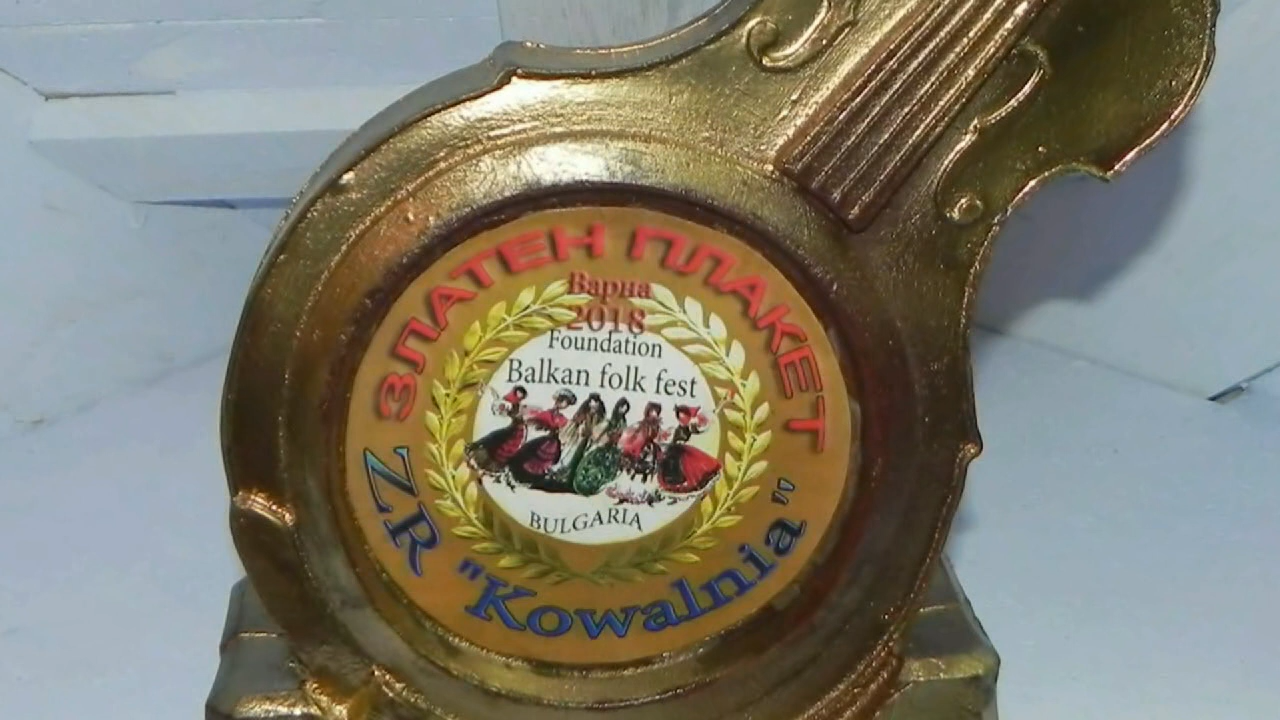 ЗЛАТЕН ПЛАКЕТ
Варна
2018
Foundation
Balkan folk fest
BULGARIA
ZR "Kowalnia"